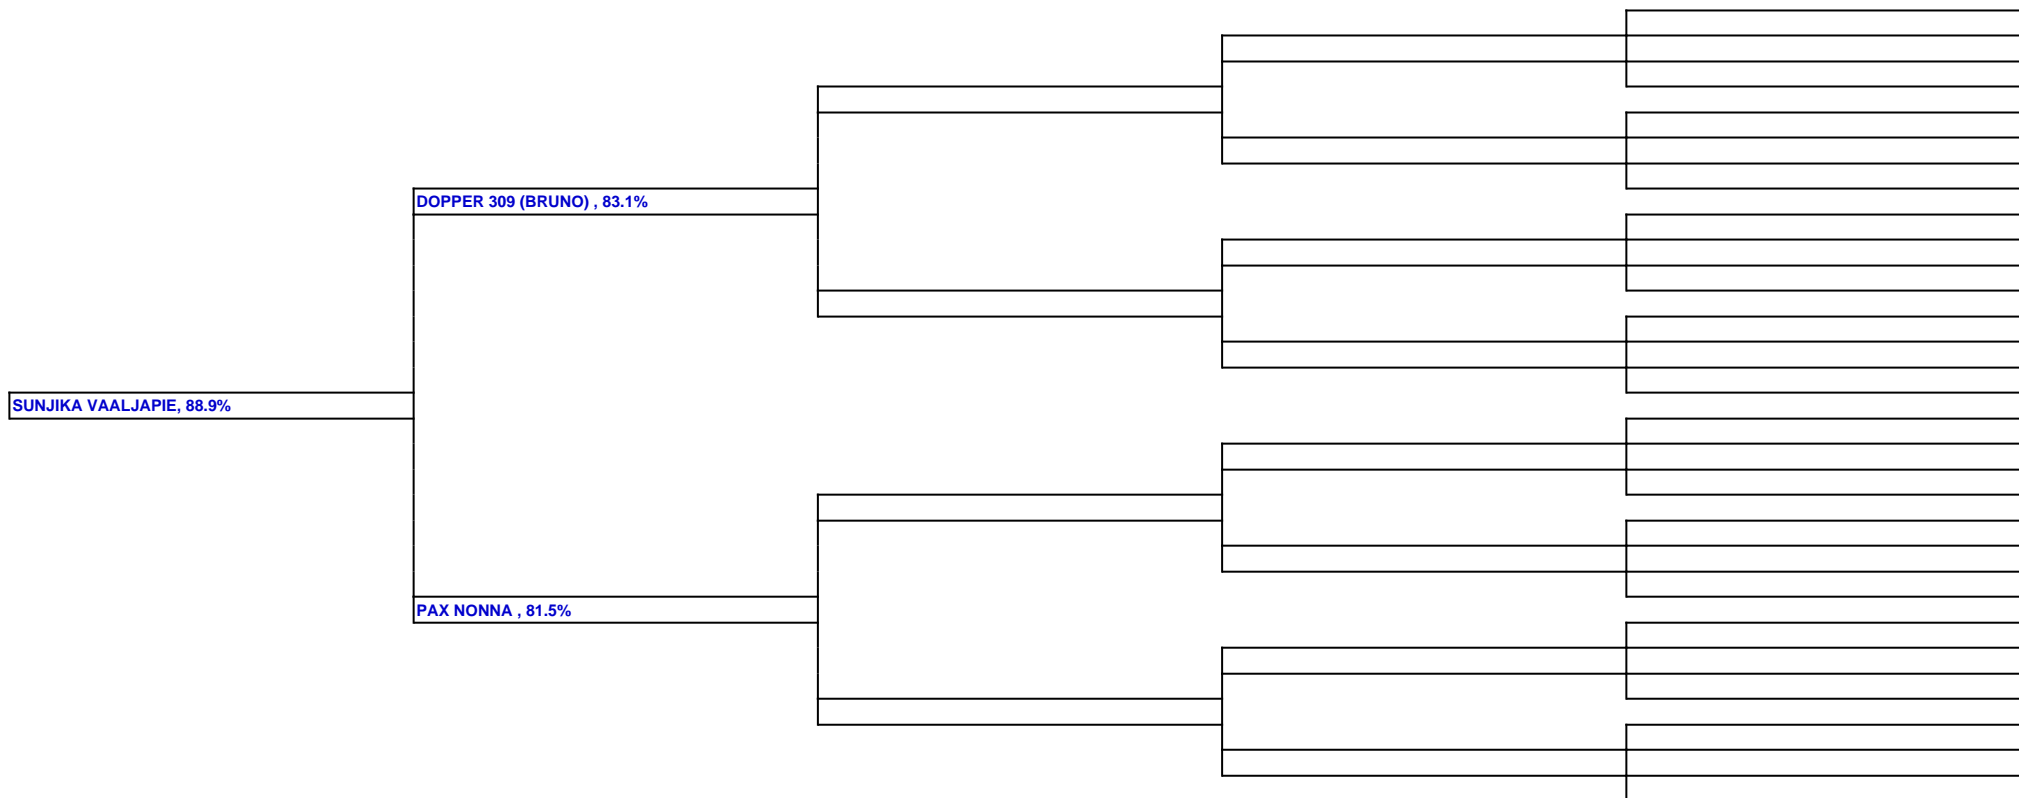 DOPPER 309 (BRUNO) , 83.1%
SUNJIKA VAALJAPIE, 88.9%
PAX NONNA , 81.5%